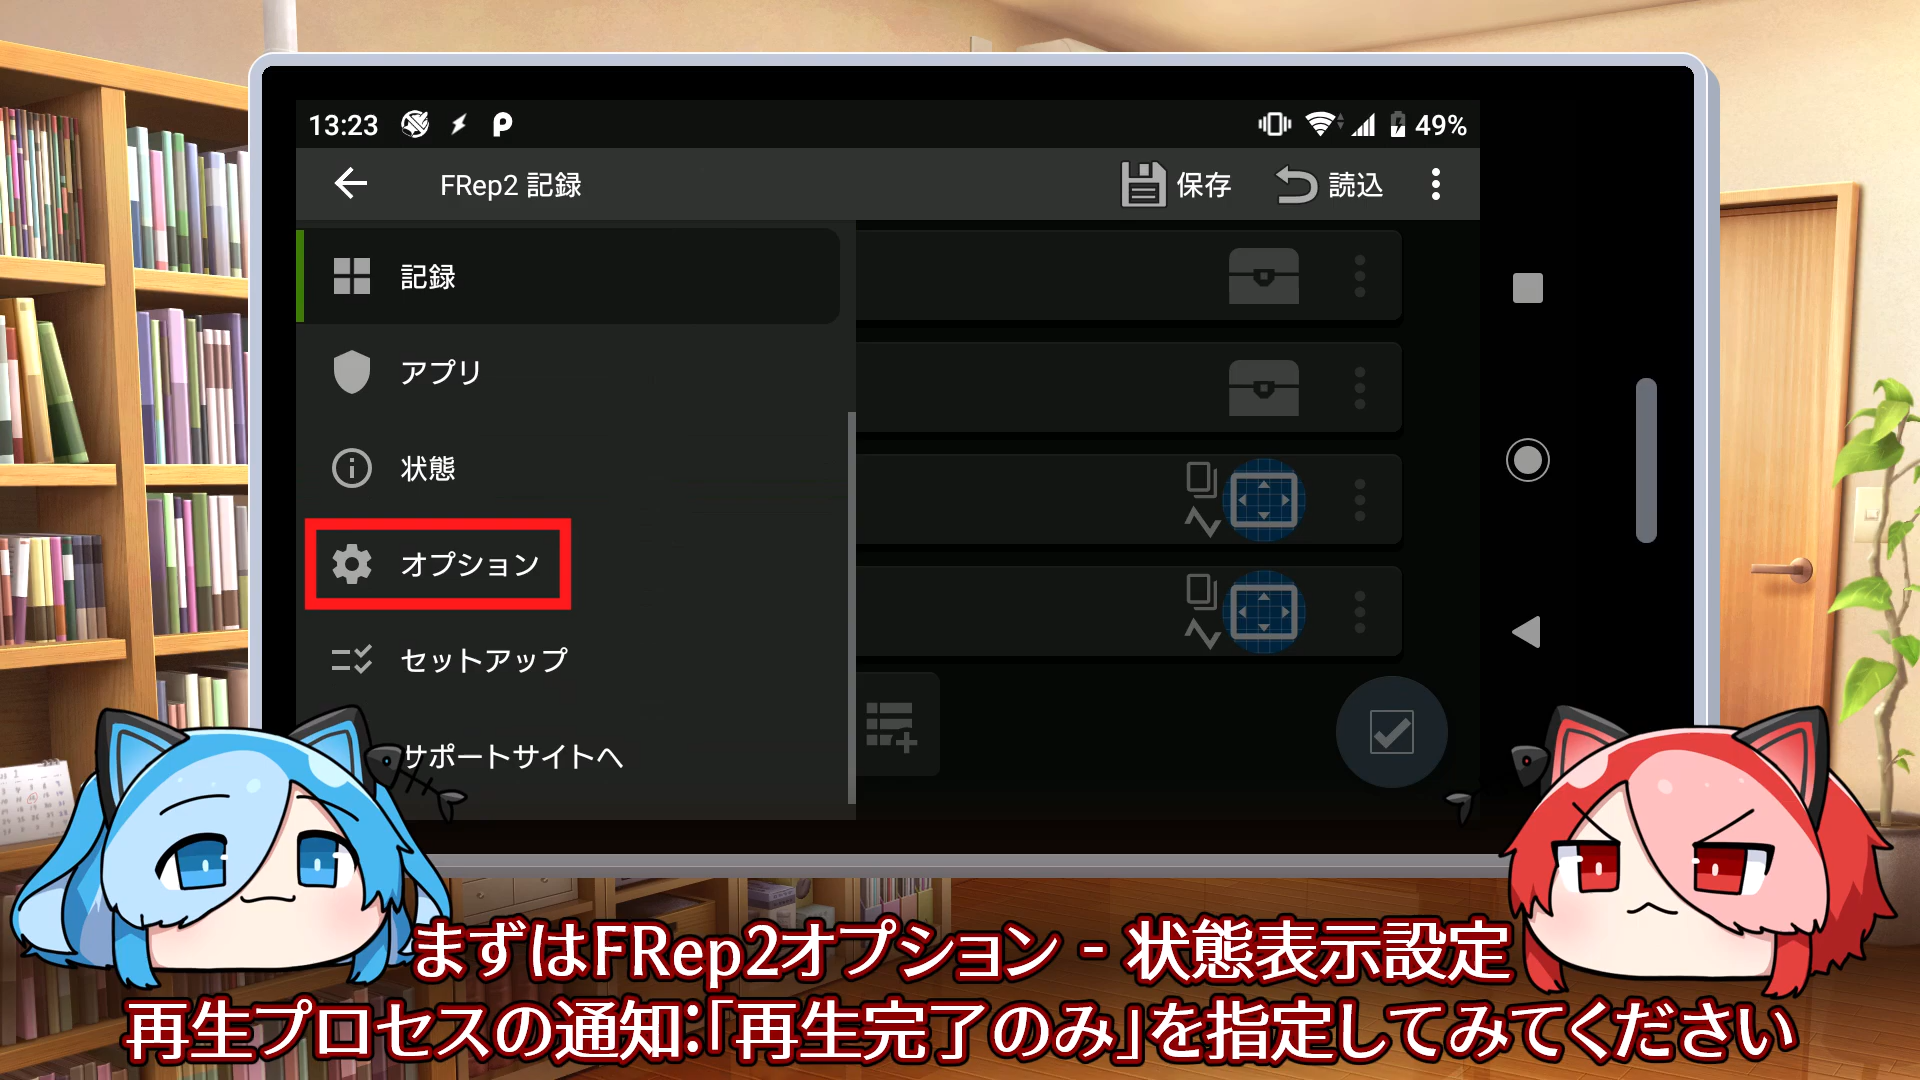 13:23
49%
FRep2 記録
保存
読込
記録
アプリ
状態
オプション
セットアップ
サポートサイトへ
まずはFRep2オプション - 状態表示設定
再生プロセスの通知:「再生完了のみ」を指定してみてください